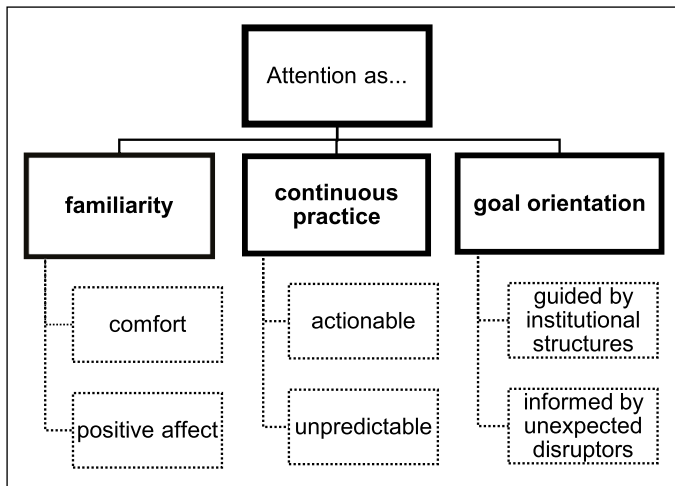 Attention as...
familiarity
continuous
practice
goal orientation
comfort
actionable
guided by
institutional
structures
positive affect
unpredictable
informed by
unexpected
disruptors